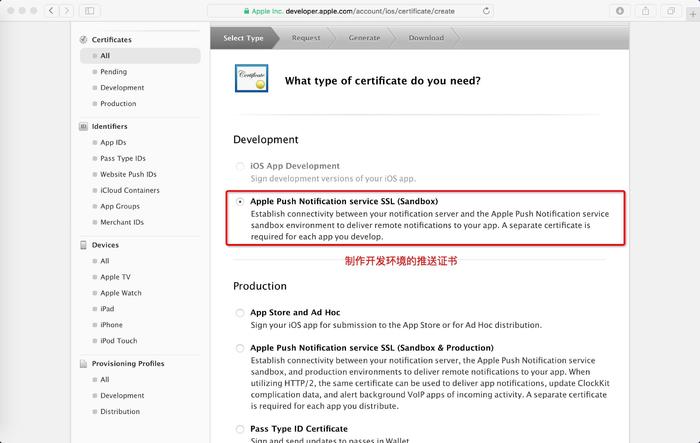 Apple Inc. developer.apple.com/account/ios/certificate/create
Certificates
All
Pending
Development
Production
Identifiers
App IDs
Pass Type IDs
Website Push IDs
iCloud Containers
App Groups
Merchant IDs
Devices
All
Apple TV
Apple Watch
iPad
iPhone
iPod Touch
Provisioning Profiles
All
Development
Distribution
Select Type
Request
Generate
Download
Certificate
What type of certificate do you need?
Development
iOS App Development
Sign development versions of your iOS app.
Apple Push Notification service SSL (Sandbox)
Establish connectivity between your notification server and the Apple Push Notification service
sandbox environment to deliver remote notifications to your app. A separate certificate is
required for each app you develop.
制作开发环境的推送证书
Production
App Store and Ad Hoc
Sign your iOS app for submission to the App Store or for Ad Hoc distribution.
Apple Push Notification service SSL (Sandbox & Production)
Establish connectivity between your notification server, the Apple Push Notification service
sandbox, and production environments to deliver remote notifications to your app. When
utilizing HTTP/2, the same certificate can be used to deliver app notifications, update ClockKit
complication data, and alert background VoIP apps of incoming activity. A separate certificate
is required for each app you distribute.
Pass Type ID Certificate
Sign and send updates to passes in Wallet.